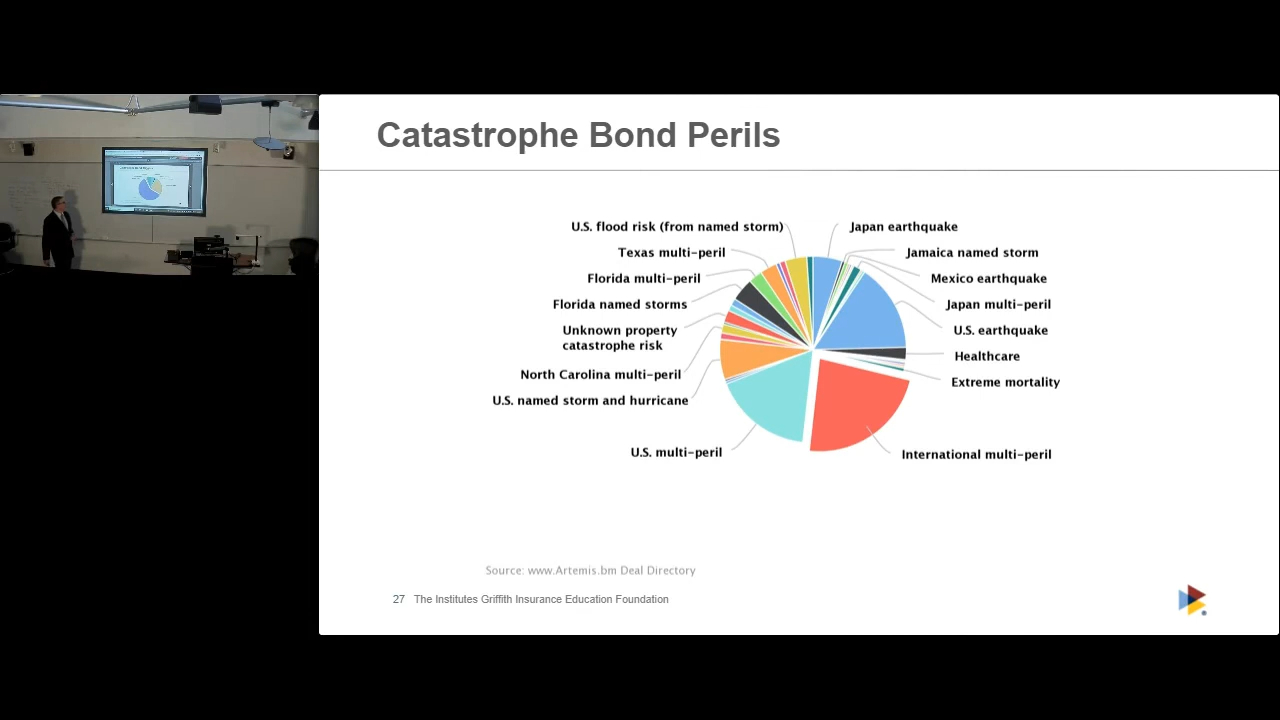 Catastrophe Bond Perils
U.S. flood risk (from named storm)
Texas multi-peril
Florida multi-peril
Florida named storms
Unknown property
catastrophe risk
North Carolina multi-peril
U.S. named storm and hurricane
U.S. multi-peril
Japan earthquake
Jamaica named storm
Mexico earthquake
Japan multi-peril
U.S. earthquake
Healthcare
Extreme mortality
International multi-peril
Source: www.Artemis.bm Deal Directory
27 The Institutes Griffith Insurance Education Foundation